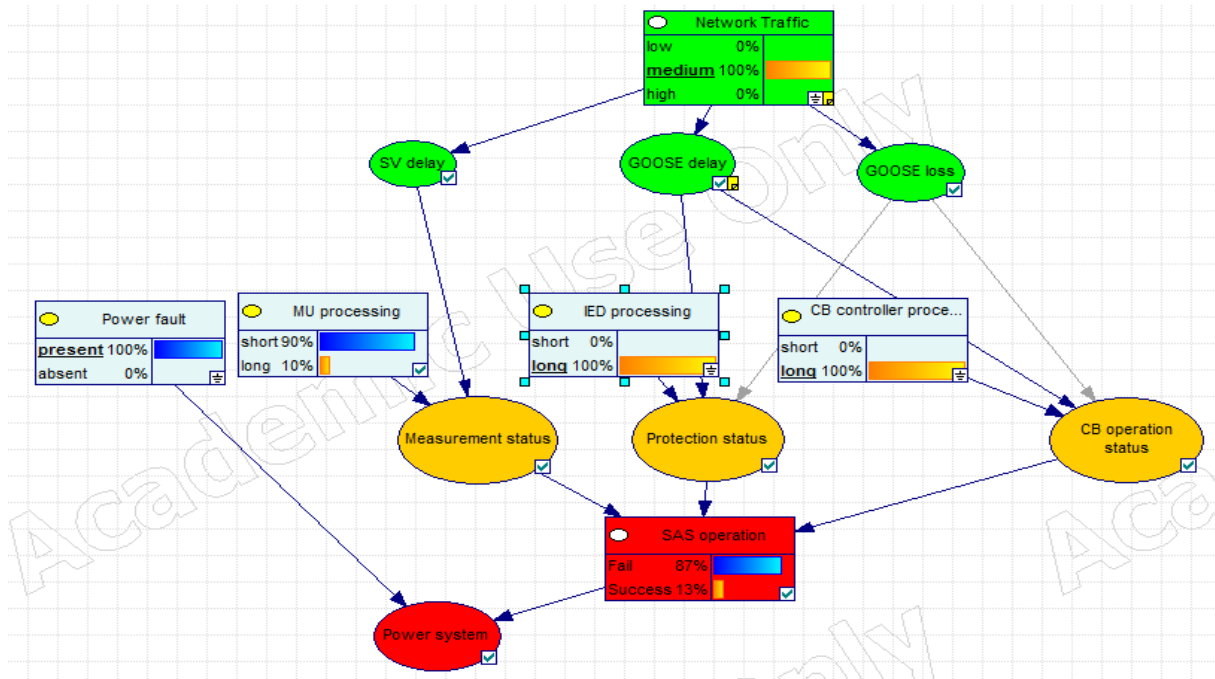 Network Traffic
low 0%
medium 100%
high 0%
SV delay
GOOSE delay
GOOSE loss
Power fault
present 100%
absent 0%
MU processing
short 90%
long 10%
IED processing
short 0%
long 100%
CB controller proce...
short 0%
long 100%
Measurement status
Protection status
CB operation
status
SAS operation
Fail 87%
Success 13%
Power system
Academic Use Only
Aca
Only